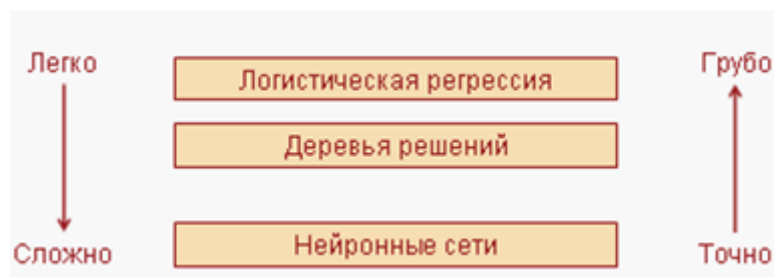 Легко
Грубо
Логистическая регрессия
Деревья решений
Сложно
Нейронные сети
Точно